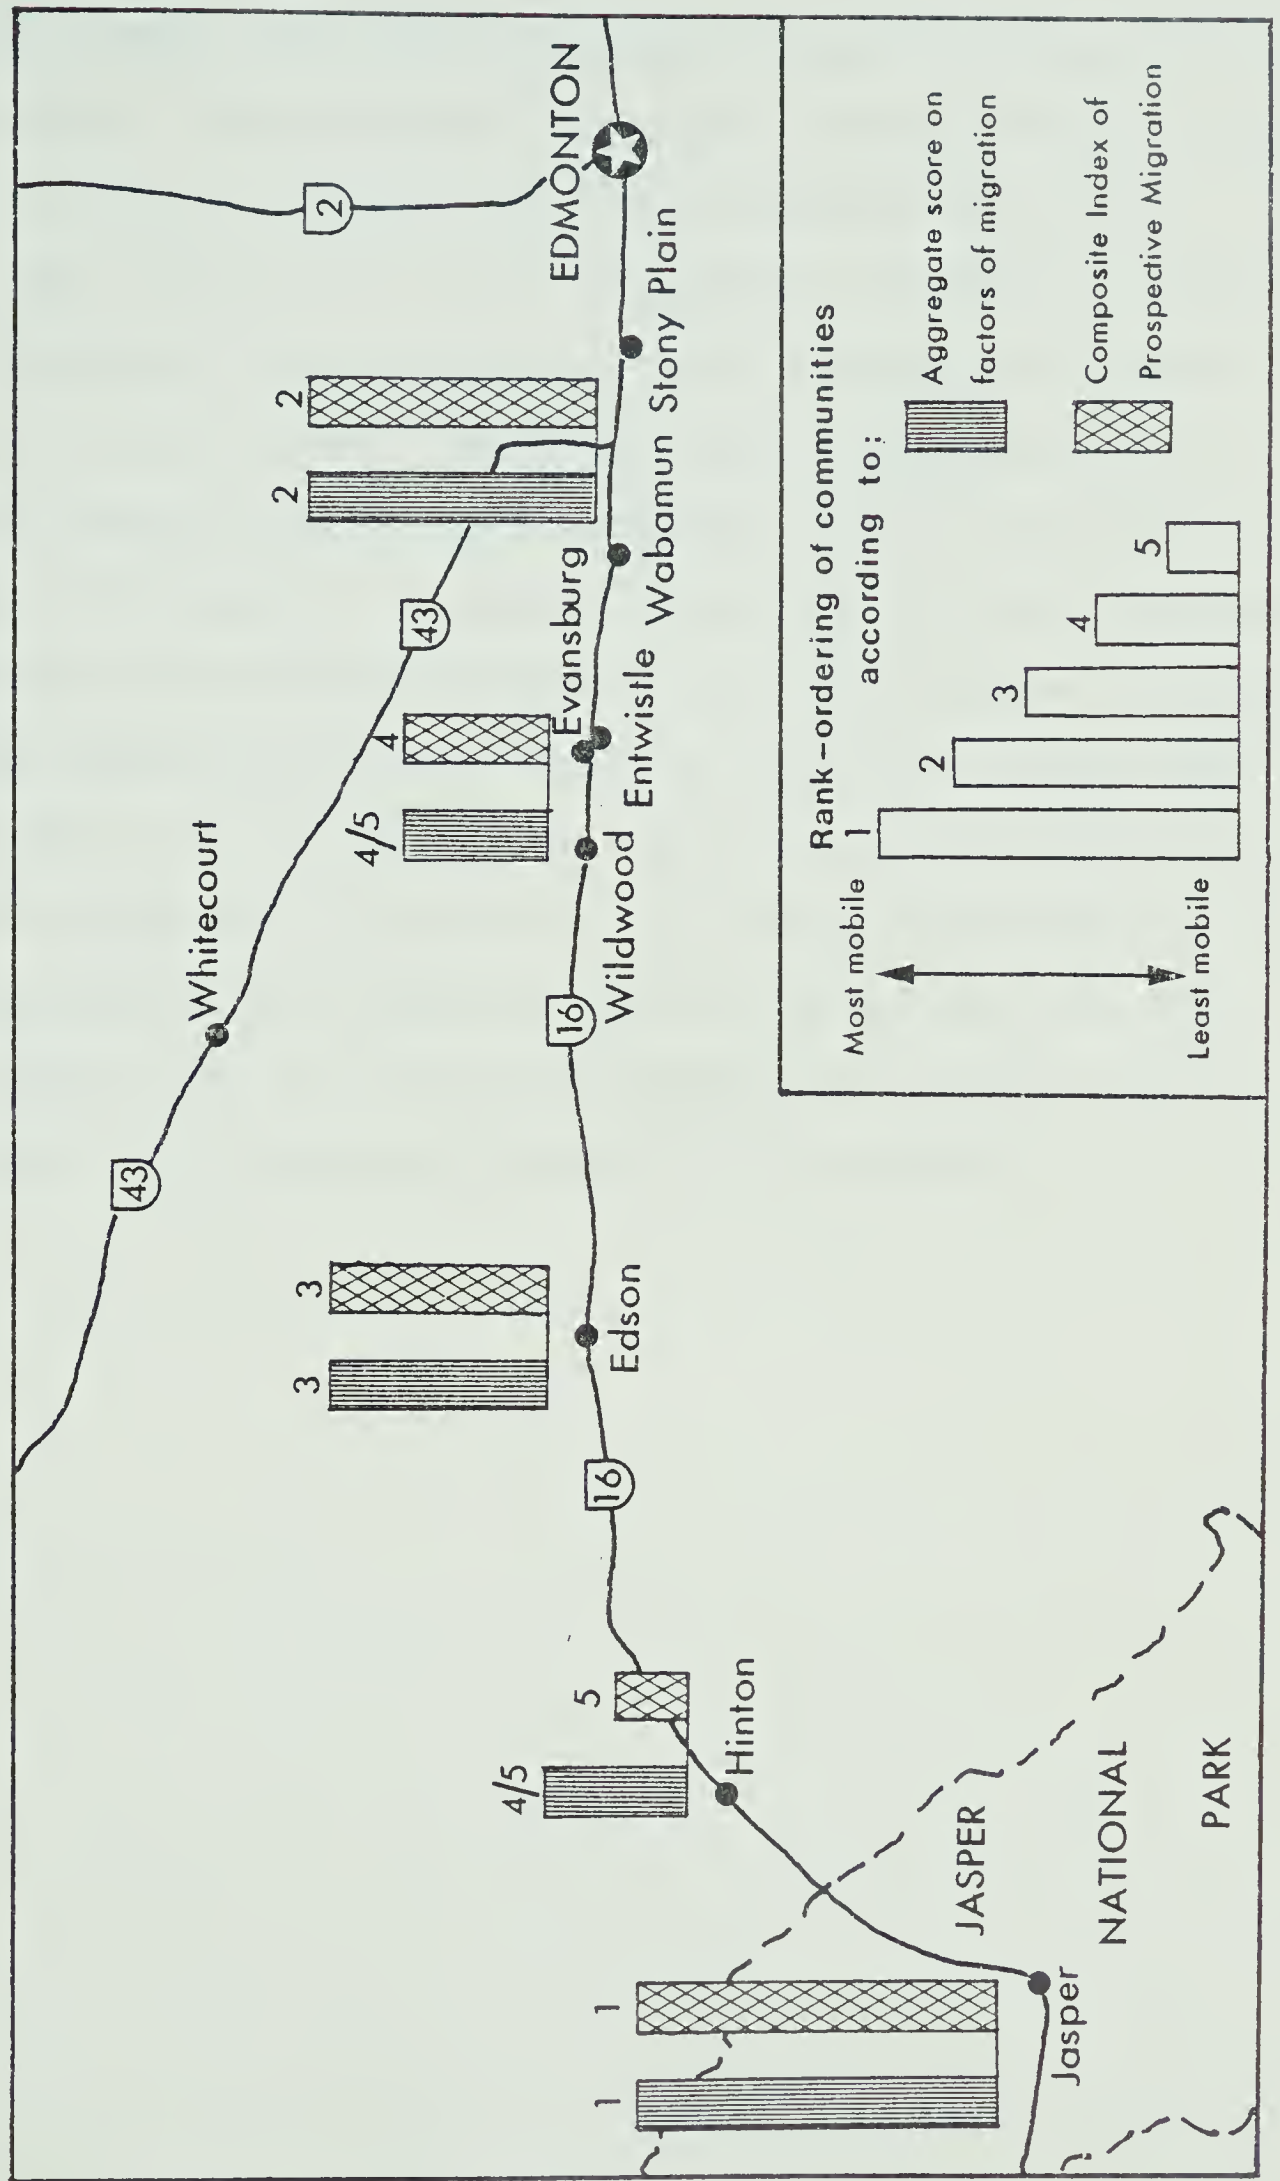 2
EDMONTON
Stony Plain
2
2
Wabamun
43
Evansburg
Entwistle
4
4/5
Wildwood
Whitecourt
16
43
3
3
Edson
16
5
4/5
Hinton
JASPER
NATIONAL
PARK
1
1
Jasper
Rank-ordering of communities
according to:
Most mobile
Least mobile
1
2
3
4
5
Aggregate score on
factors of migration
Composite Index of
Prospective Migration